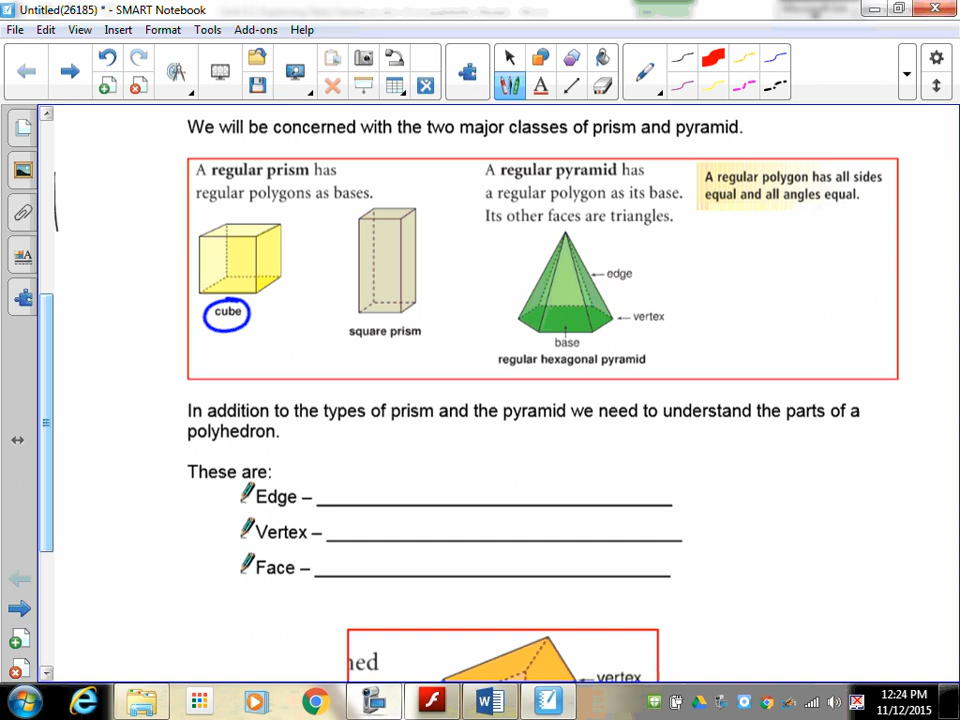 Untitled(26185) * - SMART Notebook
File Edit View Insert Format Tools Add-ons Help
We will be concerned with the two major classes of prism and pyramid.
A regular prism has
regular polygons as bases.
cube
square prism
A regular pyramid has
a regular polygon as its base.
Its other faces are triangles.
edge
vertex
base
regular hexagonal pyramid
A regular polygon has all sides
equal and all angles equal.
In addition to the types of prism and the pyramid we need to understand the parts of a
polyhedron.
These are:
Edge –
Vertex –
Face –
ned
vertex
12:24 PM
11/12/2015